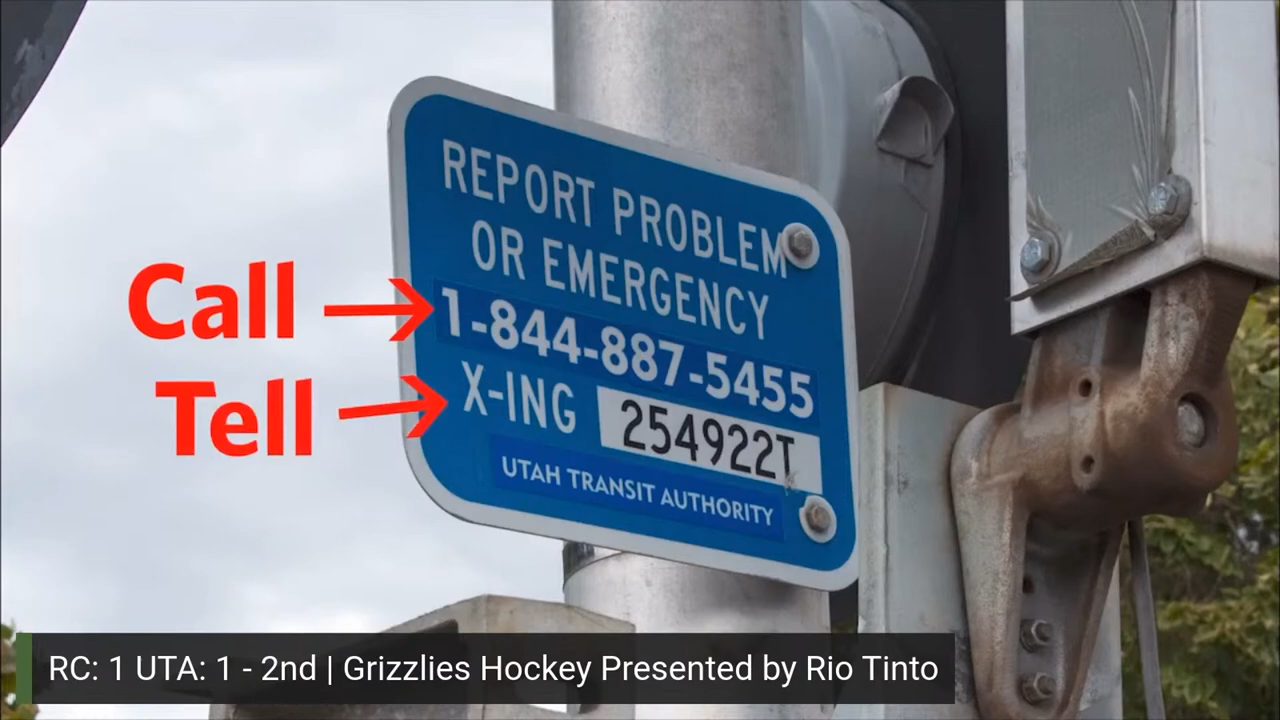 REPORT PROBLEM
OR EMERGENCY
Call → 1-844-887-5455
Tell → X-ING 254922T
UTAH TRANSIT AUTHORITY
RC: 1 UTA: 1 - 2nd | Grizzlies Hockey Presented by Rio Tinto